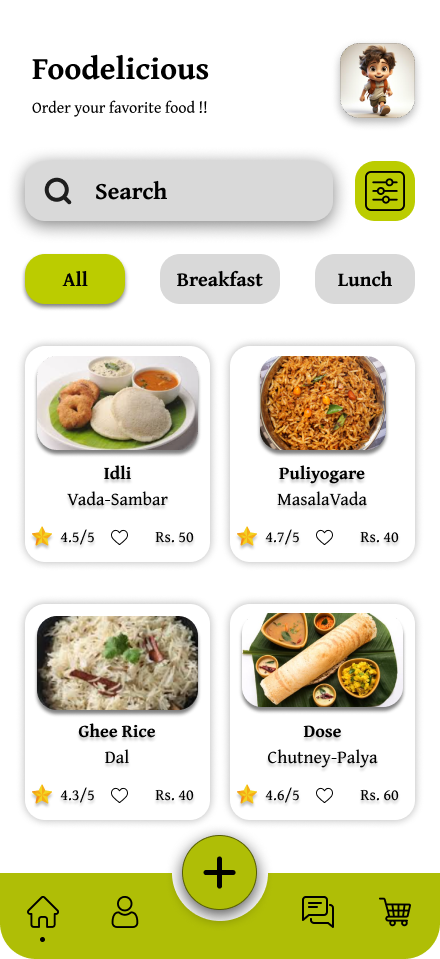 Foodelicious
Order your favorite food !!
Search
All
Breakfast
Lunch
Idli
Vada-Sambar
4.5/5
Rs. 50
Puliyogare
MasalaVada
4.7/5
Rs. 40
Ghee Rice
Dal
4.3/5
Rs. 40
Dose
Chutney-Palya
4.6/5
Rs. 60